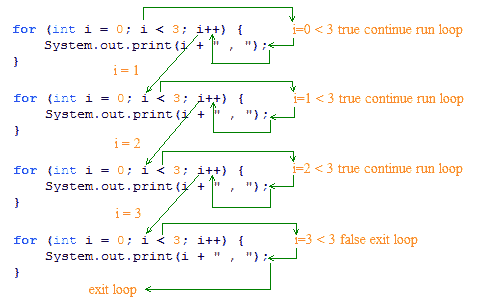 for (int i = 0; i < 3; i++) { i=0 < 3 true continue run loop
System.out.print(i + " , ");
}
i = 1
for (int i = 0; i < 3; i++) { i=1 < 3 true continue run loop
System.out.print(i + " , ");
}
i = 2
for (int i = 0; i < 3; i++) { i=2 < 3 true continue run loop
System.out.print(i + " , ");
}
i = 3
for (int i = 0; i < 3; i++) { i=3 < 3 false exit loop
System.out.print(i + " , ");
}
exit loop